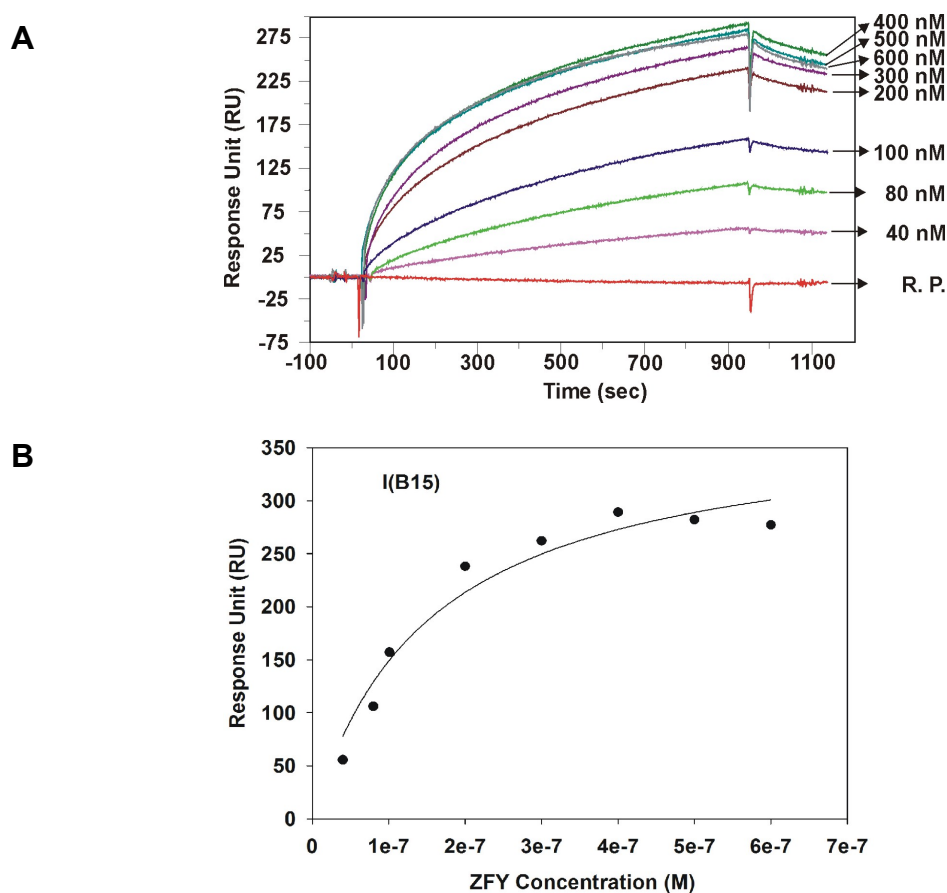 A
275
225
175
125
75
25
-25
-75
Response Unit (RU)
-100
100
300
500
700
900
1100
Time (sec)
400 nM
500 nM
600 nM
300 nM
200 nM
100 nM
80 nM
40 nM
R. P.
B
350
300
250
200
150
100
50
0
Response Unit (RU)
I(B15)
0
1e-7
2e-7
3e-7
4e-7
5e-7
6e-7
7e-7
ZFY Concentration (M)